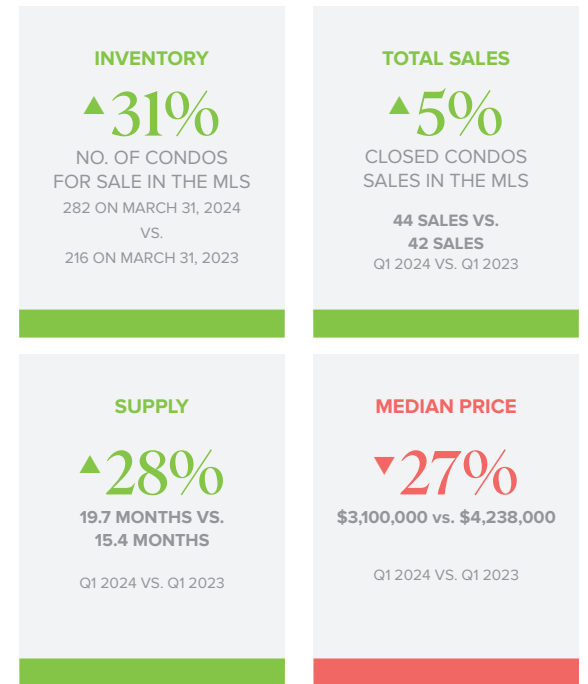 INVENTORY
▲31%
NO. OF CONDOS
FOR SALE IN THE MLS
282 ON MARCH 31, 2024
VS.
216 ON MARCH 31, 2023
TOTAL SALES
▲5%
CLOSED CONDOS
SALES IN THE MLS
44 SALES VS.
42 SALES
Q1 2024 VS. Q1 2023
SUPPLY
▲28%
19.7 MONTHS VS.
15.4 MONTHS
Q1 2024 VS. Q1 2023
MEDIAN PRICE
▼27%
$3,100,000 vs. $4,238,000
Q1 2024 VS. Q1 2023